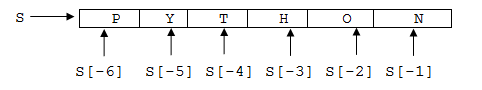 S P Y T H O N
S[-6] S[-5] S[-4] S[-3] S[-2] S[-1]